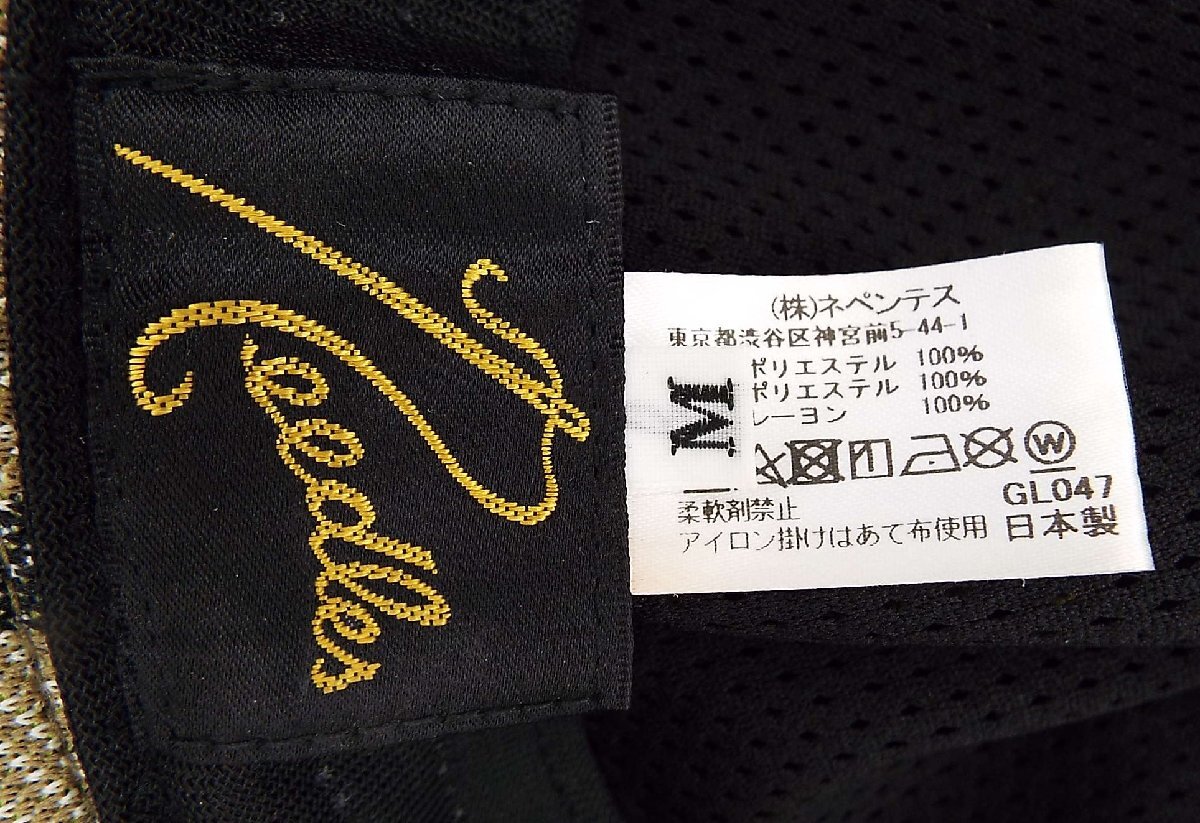 Needles
(株)ネペンテス
東京都渋谷区神宮前5-44-1
M
ポリエステル 100%
ポリエステル 100%
レーヨン 100%
W
GL047
柔軟剤禁止
日本製
アイロン掛けはあて布使用